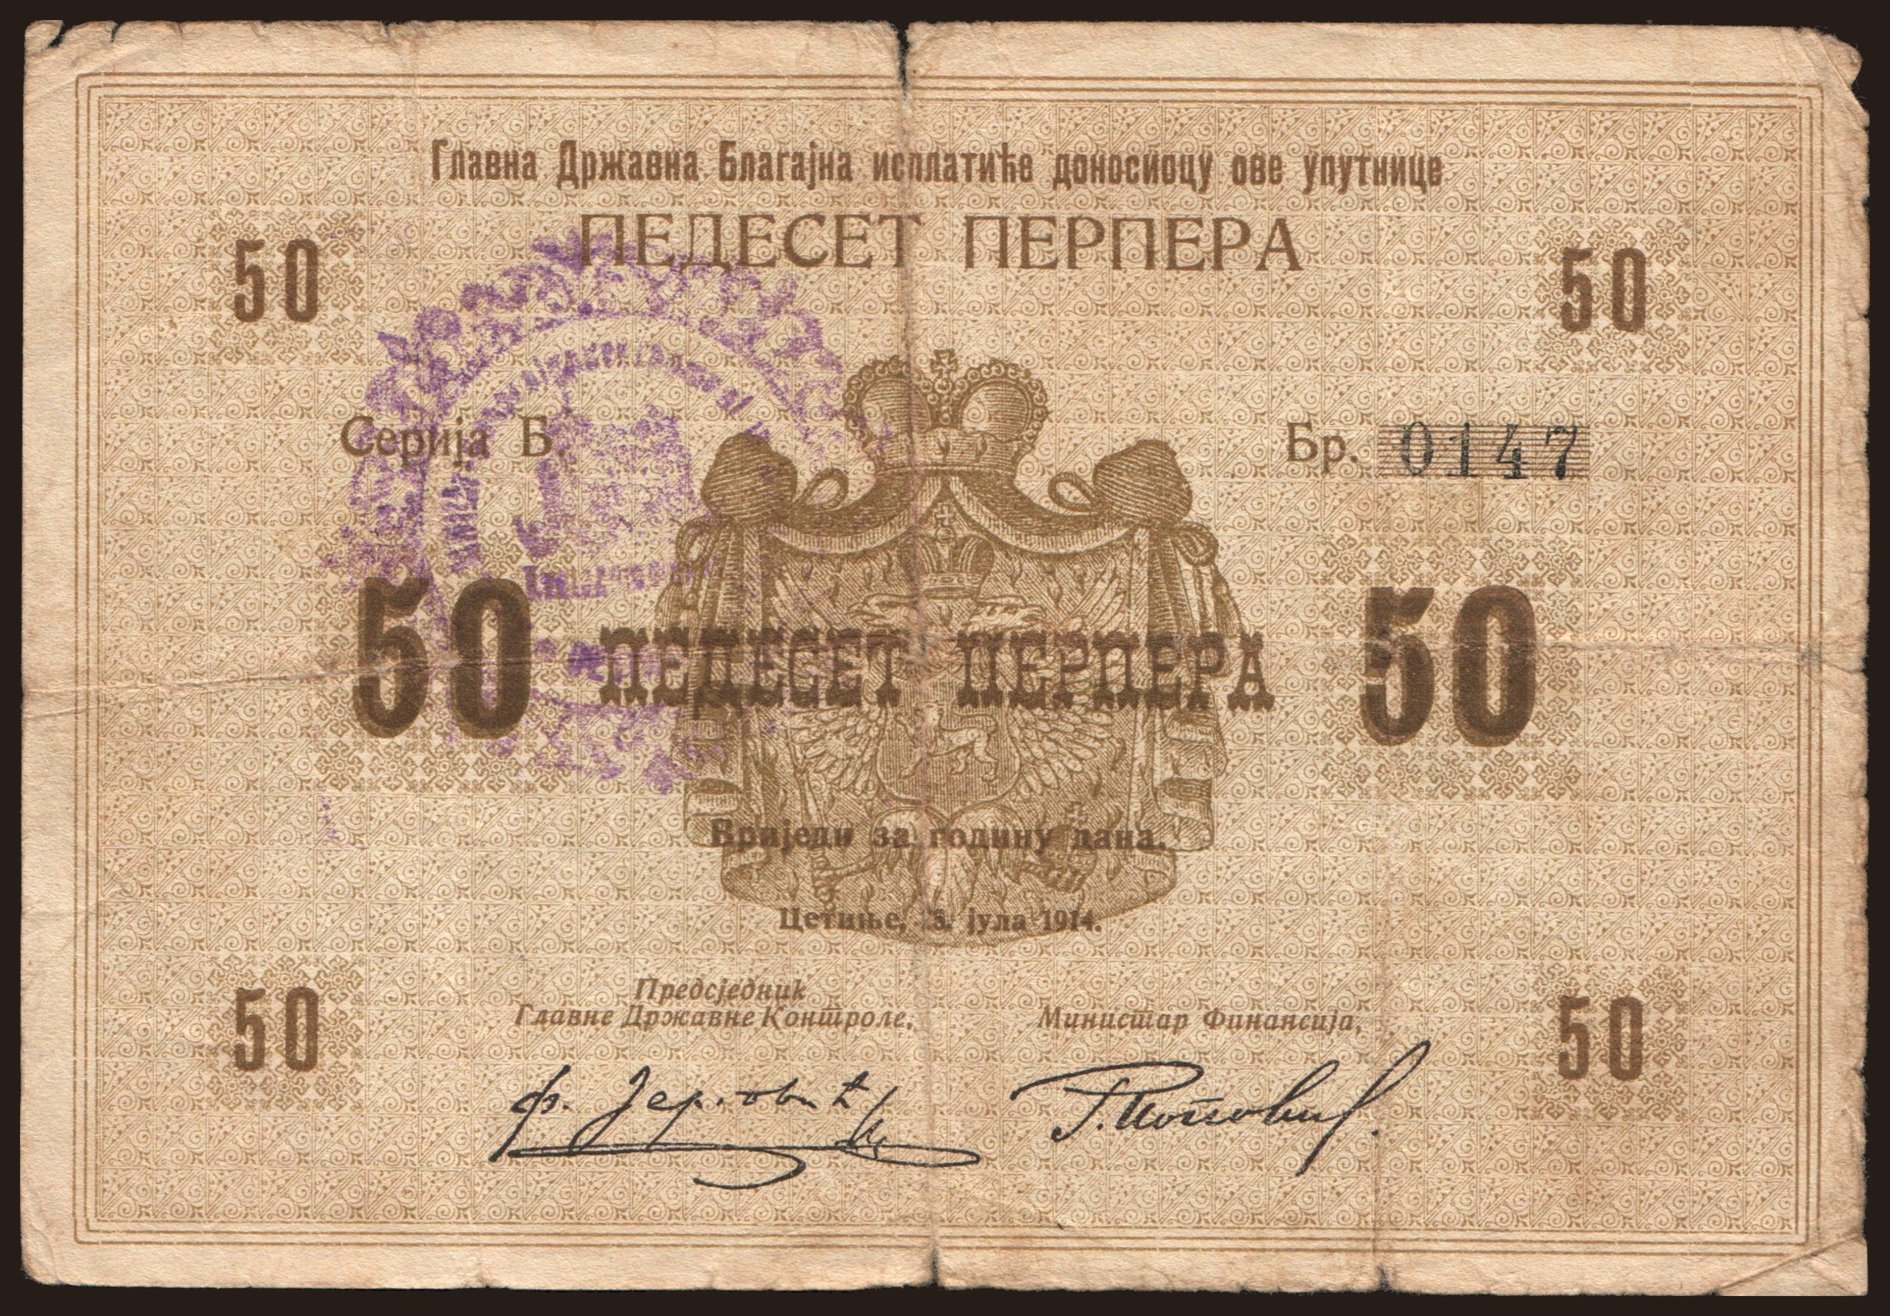 Главна Државна Благајна исплатиће доносиоцу ове упутнице
ПЕДЕСЕТ ПЕРПЕРА
50 50
Серија Б. Бр. 0147
50 ПЕДЕСЕТ ПЕРПЕРА 50
Вриједи за годину дана.
Цетиње, јула 1914.
Предсједник
Главне Државне Контроле, Министар Финансија,
50 50
Г. Поповић.